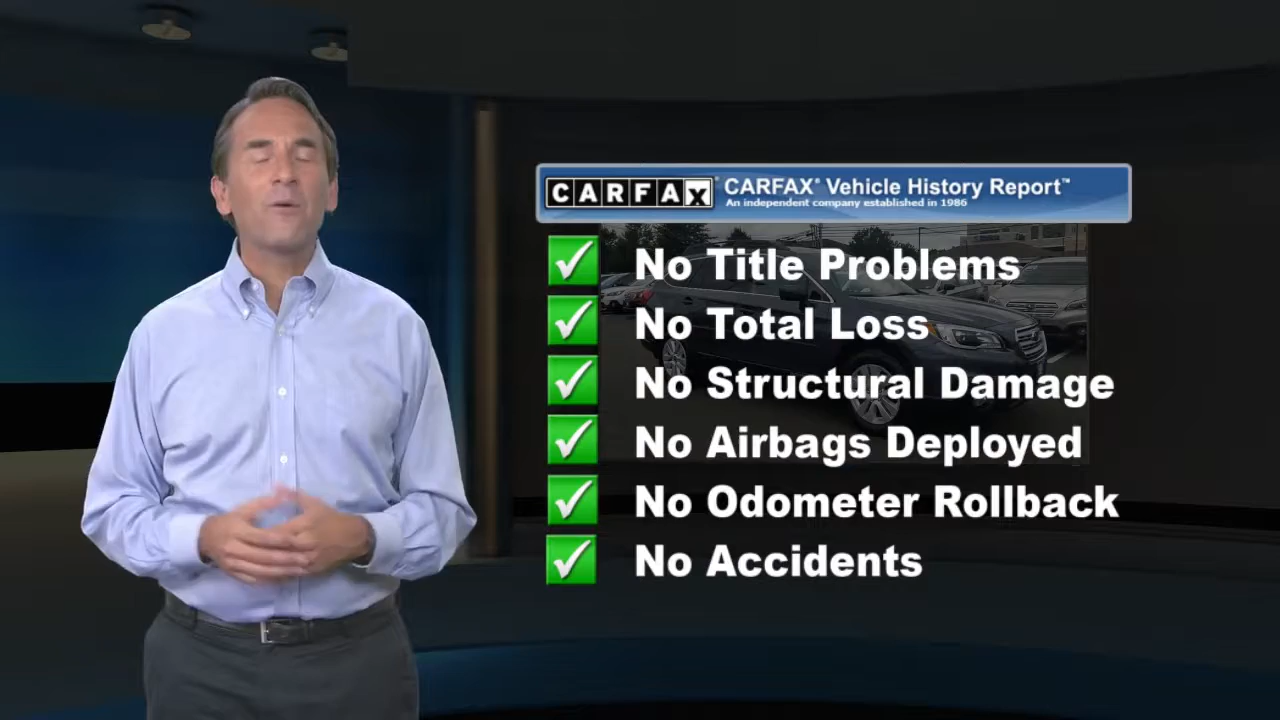 CARFAX® CARFAX® Vehicle History Report™
An independent company established in 1986
No Title Problems
No Total Loss
No Structural Damage
No Airbags Deployed
No Odometer Rollback
No Accidents